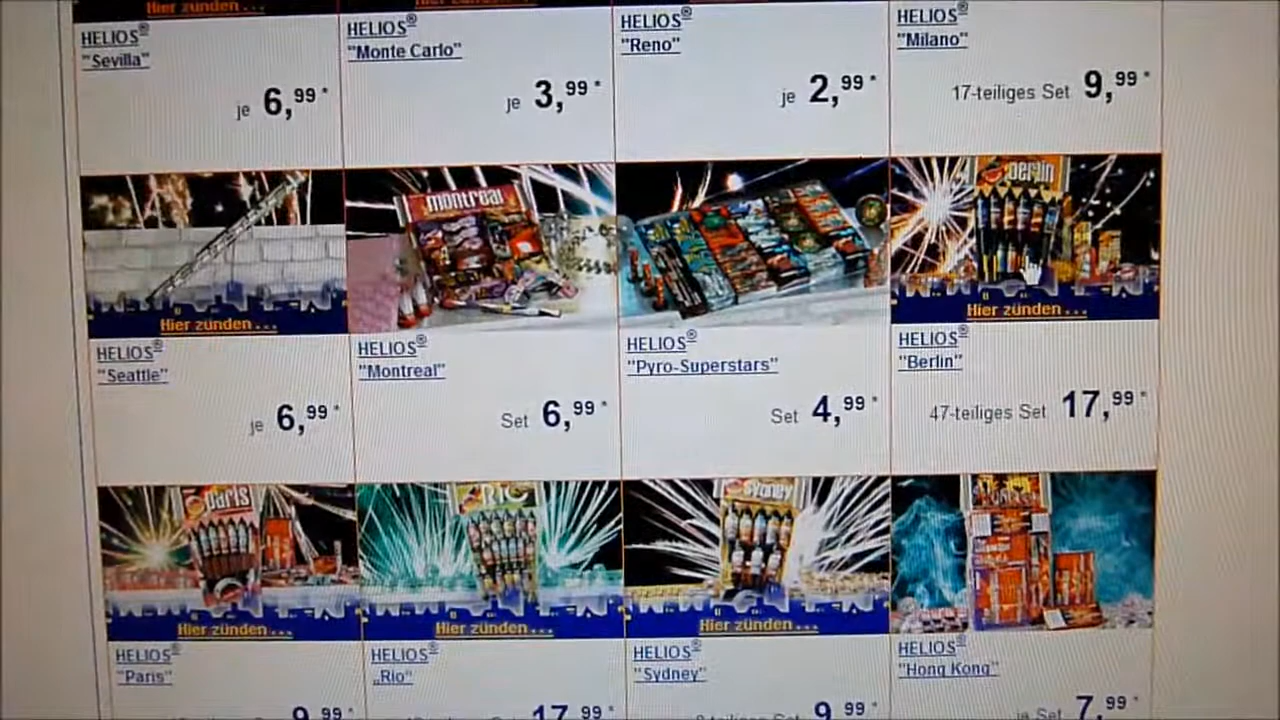 Hier zünden . . .
HELIOS®
"Sevilla"
je 6,99 *
HELIOS®
"Monte Carlo"
je 3,99 *
HELIOS®
"Reno"
je 2,99 *
HELIOS®
"Milano"
17-teiliges Set 9,99 *
Hier zünden . . .
HELIOS®
"Seattle"
je 6,99 *
montreal
HELIOS®
"Montreal"
Set 6,99 *
HELIOS®
"Pyro-Superstars"
Set 4,99 *
berlin
Hier zünden . . .
HELIOS®
"Berlin"
47-teiliges Set 17,99 *
paris
Hier zünden . . .
HELIOS®
"Paris"
9,99 *
RIO
Hier zünden . . .
HELIOS®
„Rio"
17,99 *
sydney
Hier zünden . . .
HELIOS®
"Sydney"
Set 9,99 *
HELIOS®
"Hong Kong"
je Set 7,99 *